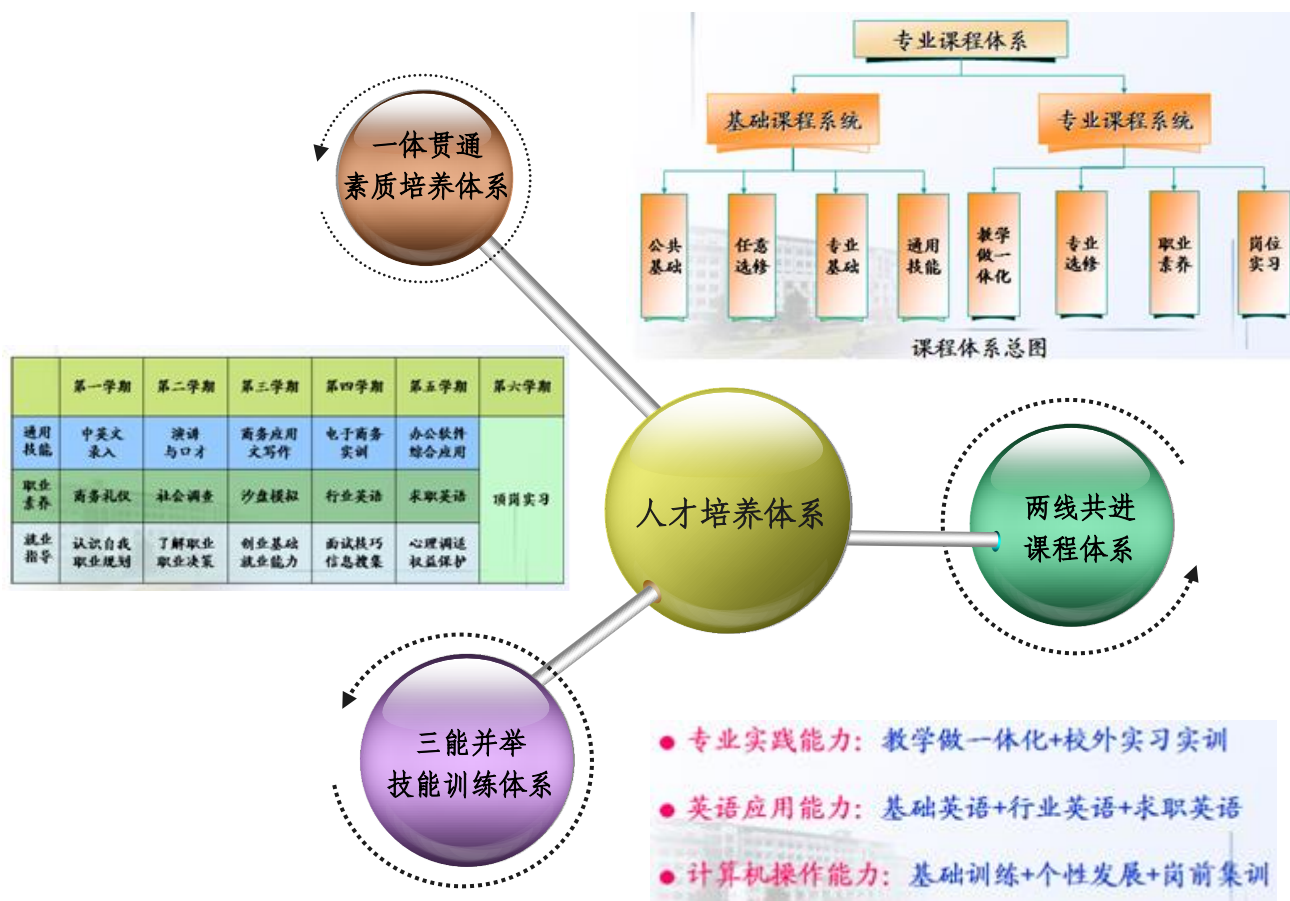 专业课程体系
基础课程系统 专业课程系统
公共
基础
任意
选修
专业
基础
通用
技能
教学
做一
体化
专业
选修
职业
素养
岗位
实习
课程体系总图
一体贯通
素质培养体系
第一学期 第二学期 第三学期 第四学期 第五学期 第六学期
通用
技能
中英文
录入
演讲
与口才
商务应用
文写作
电子商务
实训
办公软件
综合应用
职业
素养
商务礼仪 社会调查 沙盘模拟 行业英语 求职英语 顶岗实习
就业
指导
认识自我
职业规划
了解职业
职业决策
创业基础
就业能力
面试技巧
信息搜集
心理调适
权益保护
人才培养体系
两线共进
课程体系
三能并举
技能训练体系
● 专业实践能力：教学做一体化+校外实习实训
● 英语应用能力：基础英语+行业英语+求职英语
● 计算机操作能力：基础训练+个性发展+岗前集训